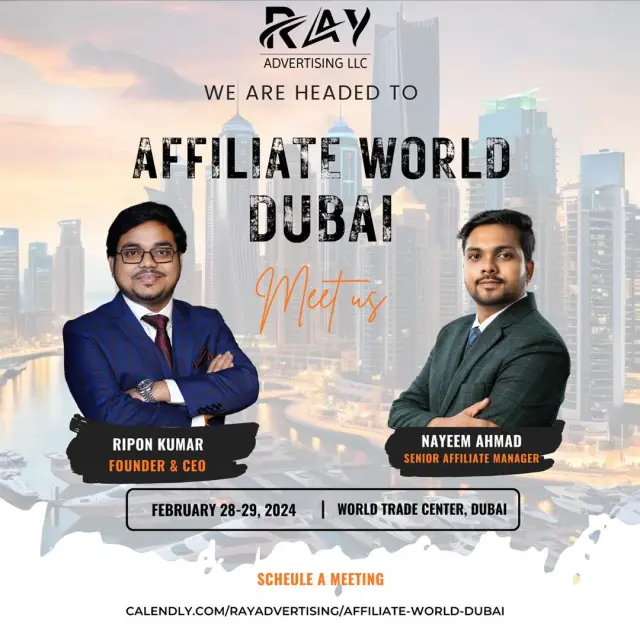 RAY
ADVERTISING LLC
WE ARE HEADED TO
AFFILIATE WORLD
DUBAI
Meet us
RIPON KUMAR
FOUNDER & CEO
NAYEEM AHMAD
SENIOR AFFILIATE MANAGER
FEBRUARY 28-29, 2024 | WORLD TRADE CENTER, DUBAI
SCHEULE A MEETING
CALENDLY.COM/RAYADVERTISING/AFFILIATE-WORLD-DUBAI